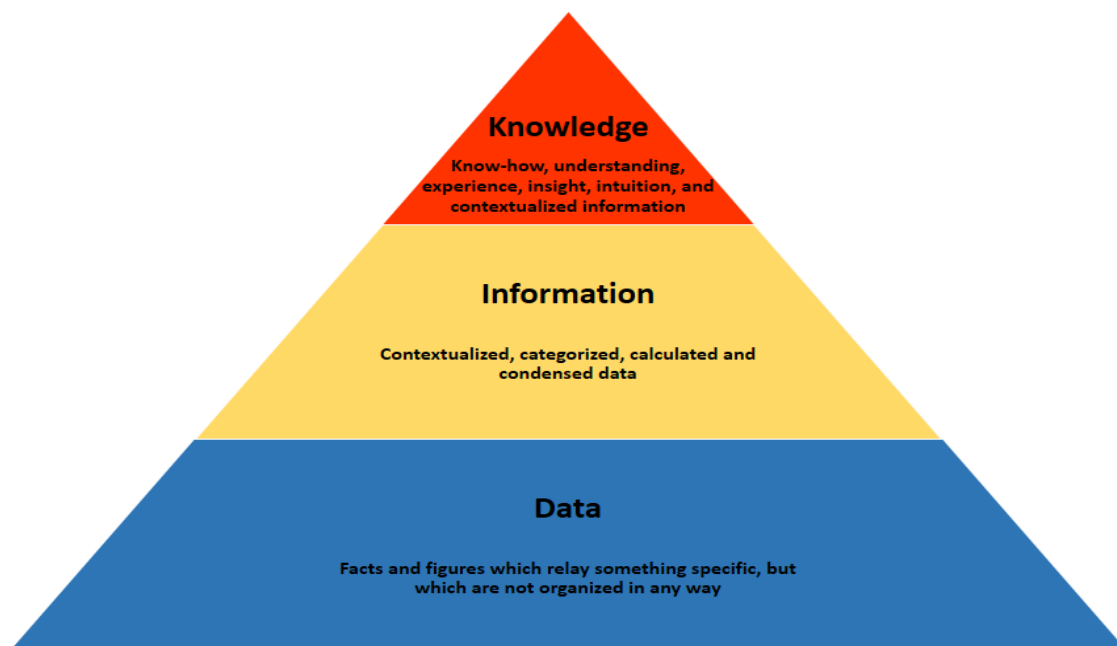 Knowledge
Know-how, understanding,
experience, insight, intuition, and
contextualized information
Information
Contextualized, categorized, calculated and
condensed data
Data
Facts and figures which relay something specific, but
which are not organized in any way